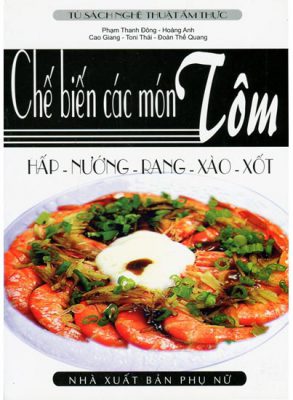 TỦ SÁCH NGHỆ THUẬT ẨM THỰC
Phạm Thanh Đông - Hoàng Anh
Cao Giang - Toni Thái - Đoàn Thế Quang
Chế biến các món
Tôm
HẤP - NƯỚNG - RANG - XÀO - XỐT
NHÀ XUẤT BẢN PHỤ NỮ